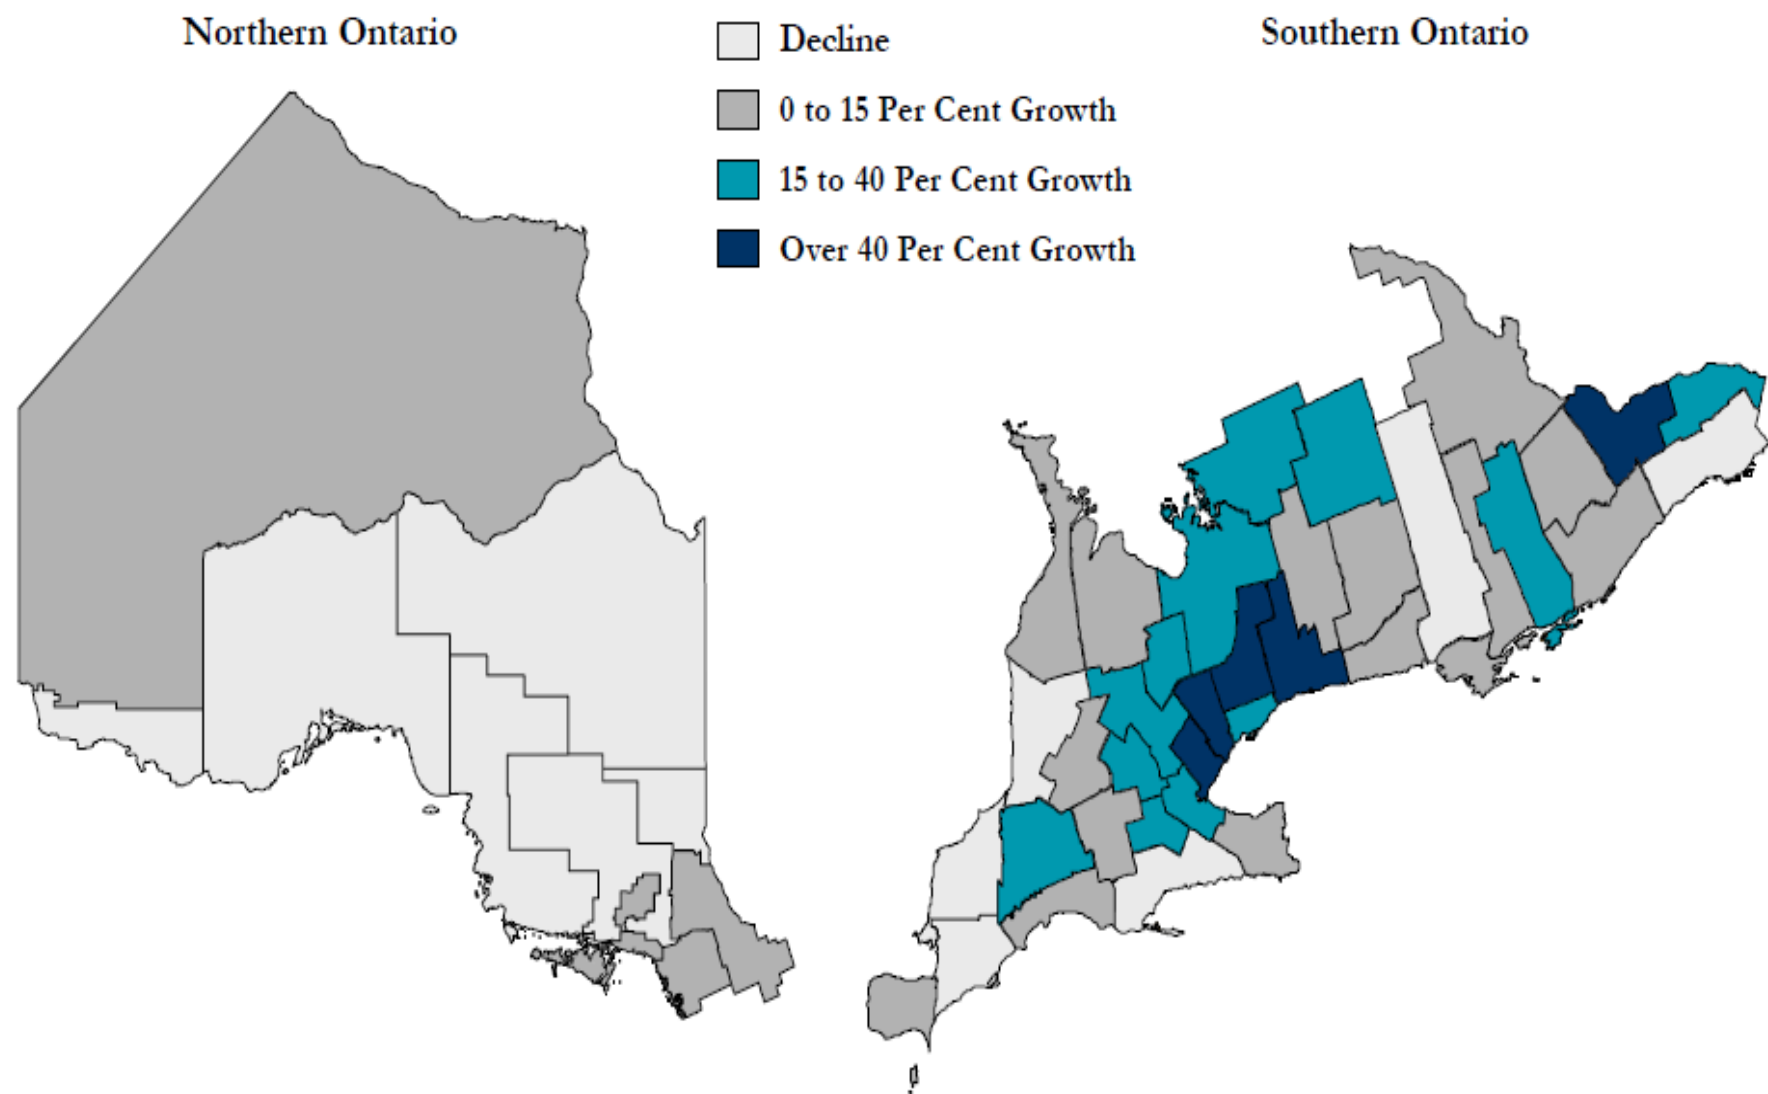 Northern Ontario
Decline
0 to 15 Per Cent Growth
15 to 40 Per Cent Growth
Over 40 Per Cent Growth
Southern Ontario